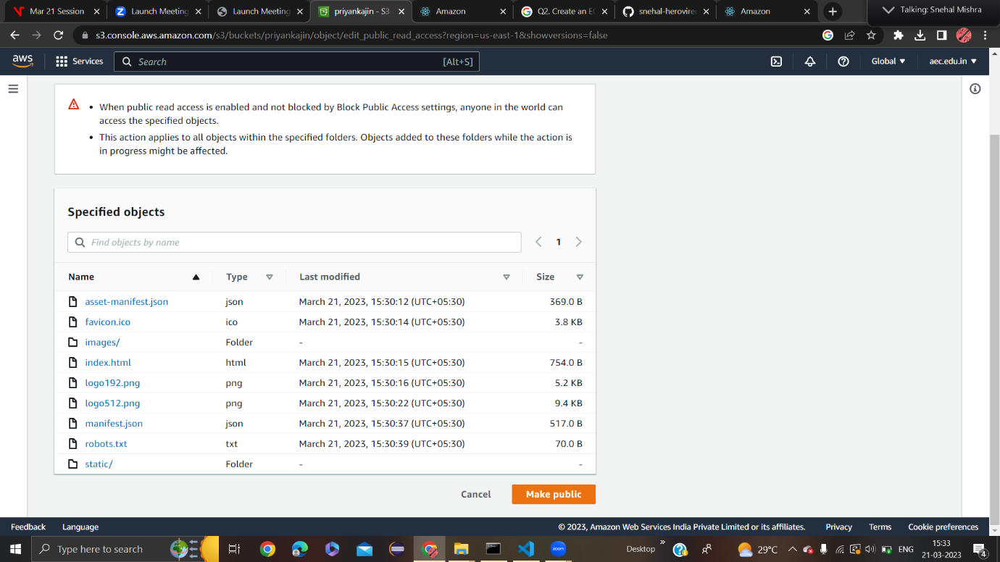 Mar 21 Session
Launch Meeting
Launch Meeting
priyankajin - S3
Amazon
Q2. Create an EC
snehal-herovired
Amazon
Talking: Snehal Mishra
s3.console.aws.amazon.com/s3/buckets/priyankajin/object/edit_public_read_access?region=us-east-1&showversions=false
aws
Services
Search
[Alt+S]
Global
aec.edu.in
When public read access is enabled and not blocked by Block Public Access settings, anyone in the world can
access the specified objects.
This action applies to all objects within the specified folders. Objects added to these folders while the action is
in progress might be affected.
Specified objects
Find objects by name
1
Name Type Last modified Size
asset-manifest.json json March 21, 2023, 15:30:12 (UTC+05:30) 369.0 B
favicon.ico ico March 21, 2023, 15:30:14 (UTC+05:30) 3.8 KB
images/ Folder - -
index.html html March 21, 2023, 15:30:15 (UTC+05:30) 754.0 B
logo192.png png March 21, 2023, 15:30:16 (UTC+05:30) 5.2 KB
logo512.png png March 21, 2023, 15:30:22 (UTC+05:30) 9.4 KB
manifest.json json March 21, 2023, 15:30:37 (UTC+05:30) 517.0 B
robots.txt txt March 21, 2023, 15:30:39 (UTC+05:30) 70.0 B
static/ Folder - -
Cancel
Make public
Feedback
Language
© 2023, Amazon Web Services India Private Limited or its affiliates.
Privacy
Terms
Cookie preferences
Type here to search
zoom
Desktop
29°C
ENG
15:33
21-03-2023
4